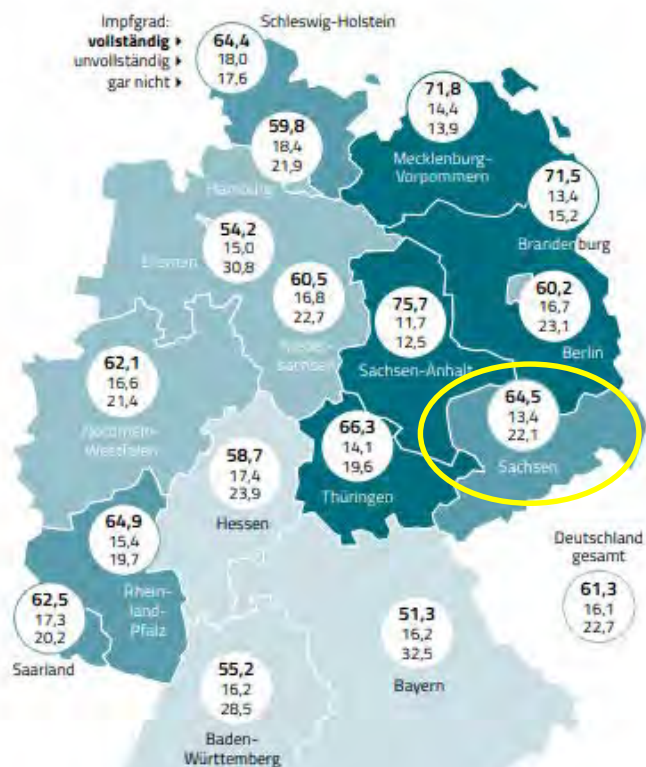 Impfgrad:
vollständig
unvollständig
gar nicht
Schleswig-Holstein
64,4
18,0
17,6
59,8
18,4
21,9
Hamburg
71,8
14,4
13,9
Mecklenburg-
Vorpommern
71,5
13,4
15,2
Brandenburg
54,2
15,0
30,8
Bremen
60,5
16,8
22,7
Nieder-
sachsen
75,7
11,7
12,5
Sachsen-Anhalt
60,2
16,7
23,1
Berlin
62,1
16,6
21,4
Nordrhein-
Westfalen
58,7
17,4
23,9
Hessen
66,3
14,1
19,6
Thüringen
64,5
13,4
22,1
Sachsen
64,9
15,4
19,7
Rhein-
land-
Pfalz
62,5
17,3
20,2
Saarland
55,2
16,2
28,5
Baden-
Württemberg
51,3
16,2
32,5
Bayern
Deutschland
gesamt
61,3
16,1
22,7